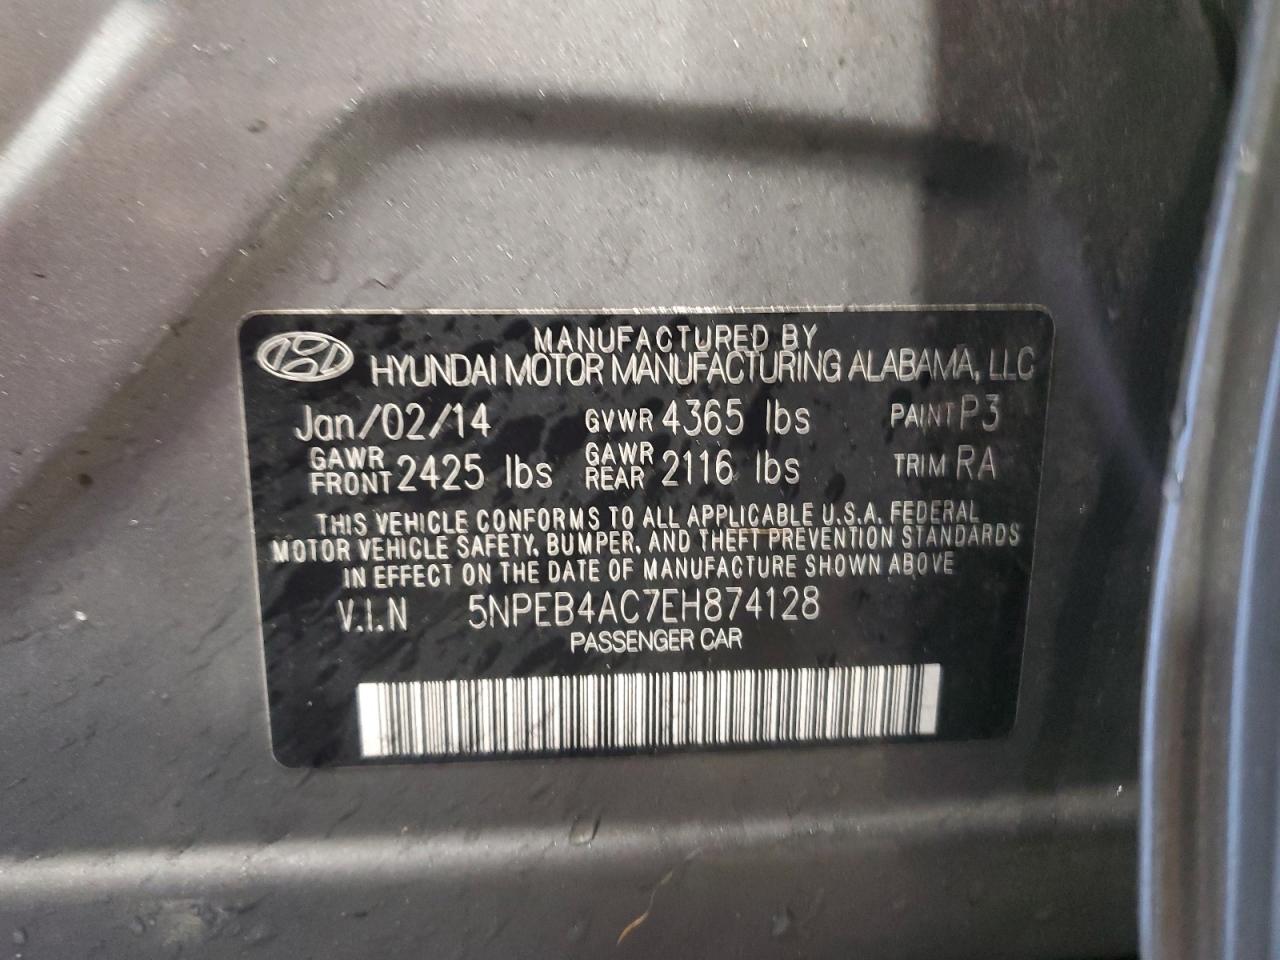 MANUFACTURED BY
HYUNDAI MOTOR MANUFACTURING ALABAMA, LLC
Jan/02/14 GVWR 4365 lbs PAINT P3
GAWR FRONT 2425 lbs GAWR REAR 2116 lbs TRIM RA
THIS VEHICLE CONFORMS TO ALL APPLICABLE U.S.A. FEDERAL
MOTOR VEHICLE SAFETY, BUMPER, AND THEFT PREVENTION STANDARDS
IN EFFECT ON THE DATE OF MANUFACTURE SHOWN ABOVE
V.I.N 5NPEB4AC7EH874128
PASSENGER CAR